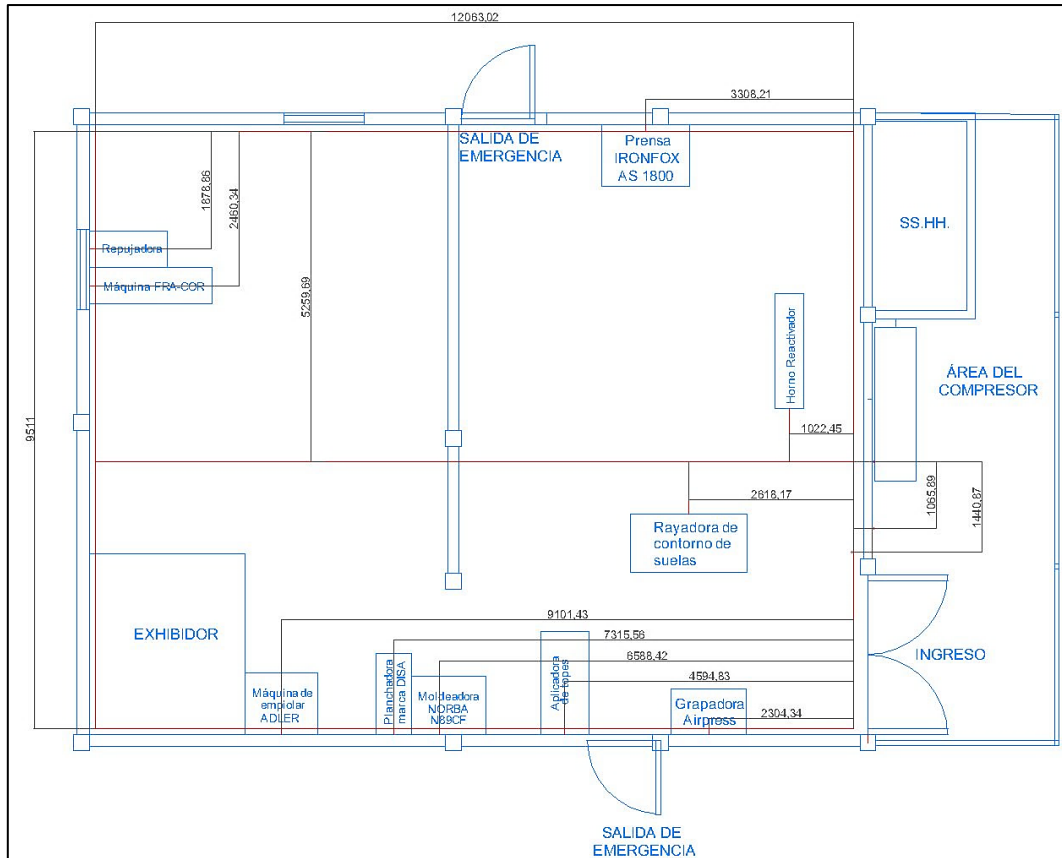 12063,02
3308,21
SALIDA DE
EMERGENCIA
Prensa
IRONFOX
AS 1800
1878,86
2460,34
SS.HH.
Repujadora
Máquina FRA-COR
5259,69
Horno Reactivador
ÁREA DEL
COMPRESOR
9511
1022,45
1065,89
1440,87
2618,17
Rayadora de
contorno de
suelas
9101,43
EXHIBIDOR
7315,56
6588,42
INGRESO
4594,83
Máquina de
empiolar
ADLER
Planchadora
marca DISA
Moldeadora
NORBA
N89CF
Aplicadora
de topes
Grapadora
Airpress
2304,34
SALIDA DE
EMERGENCIA